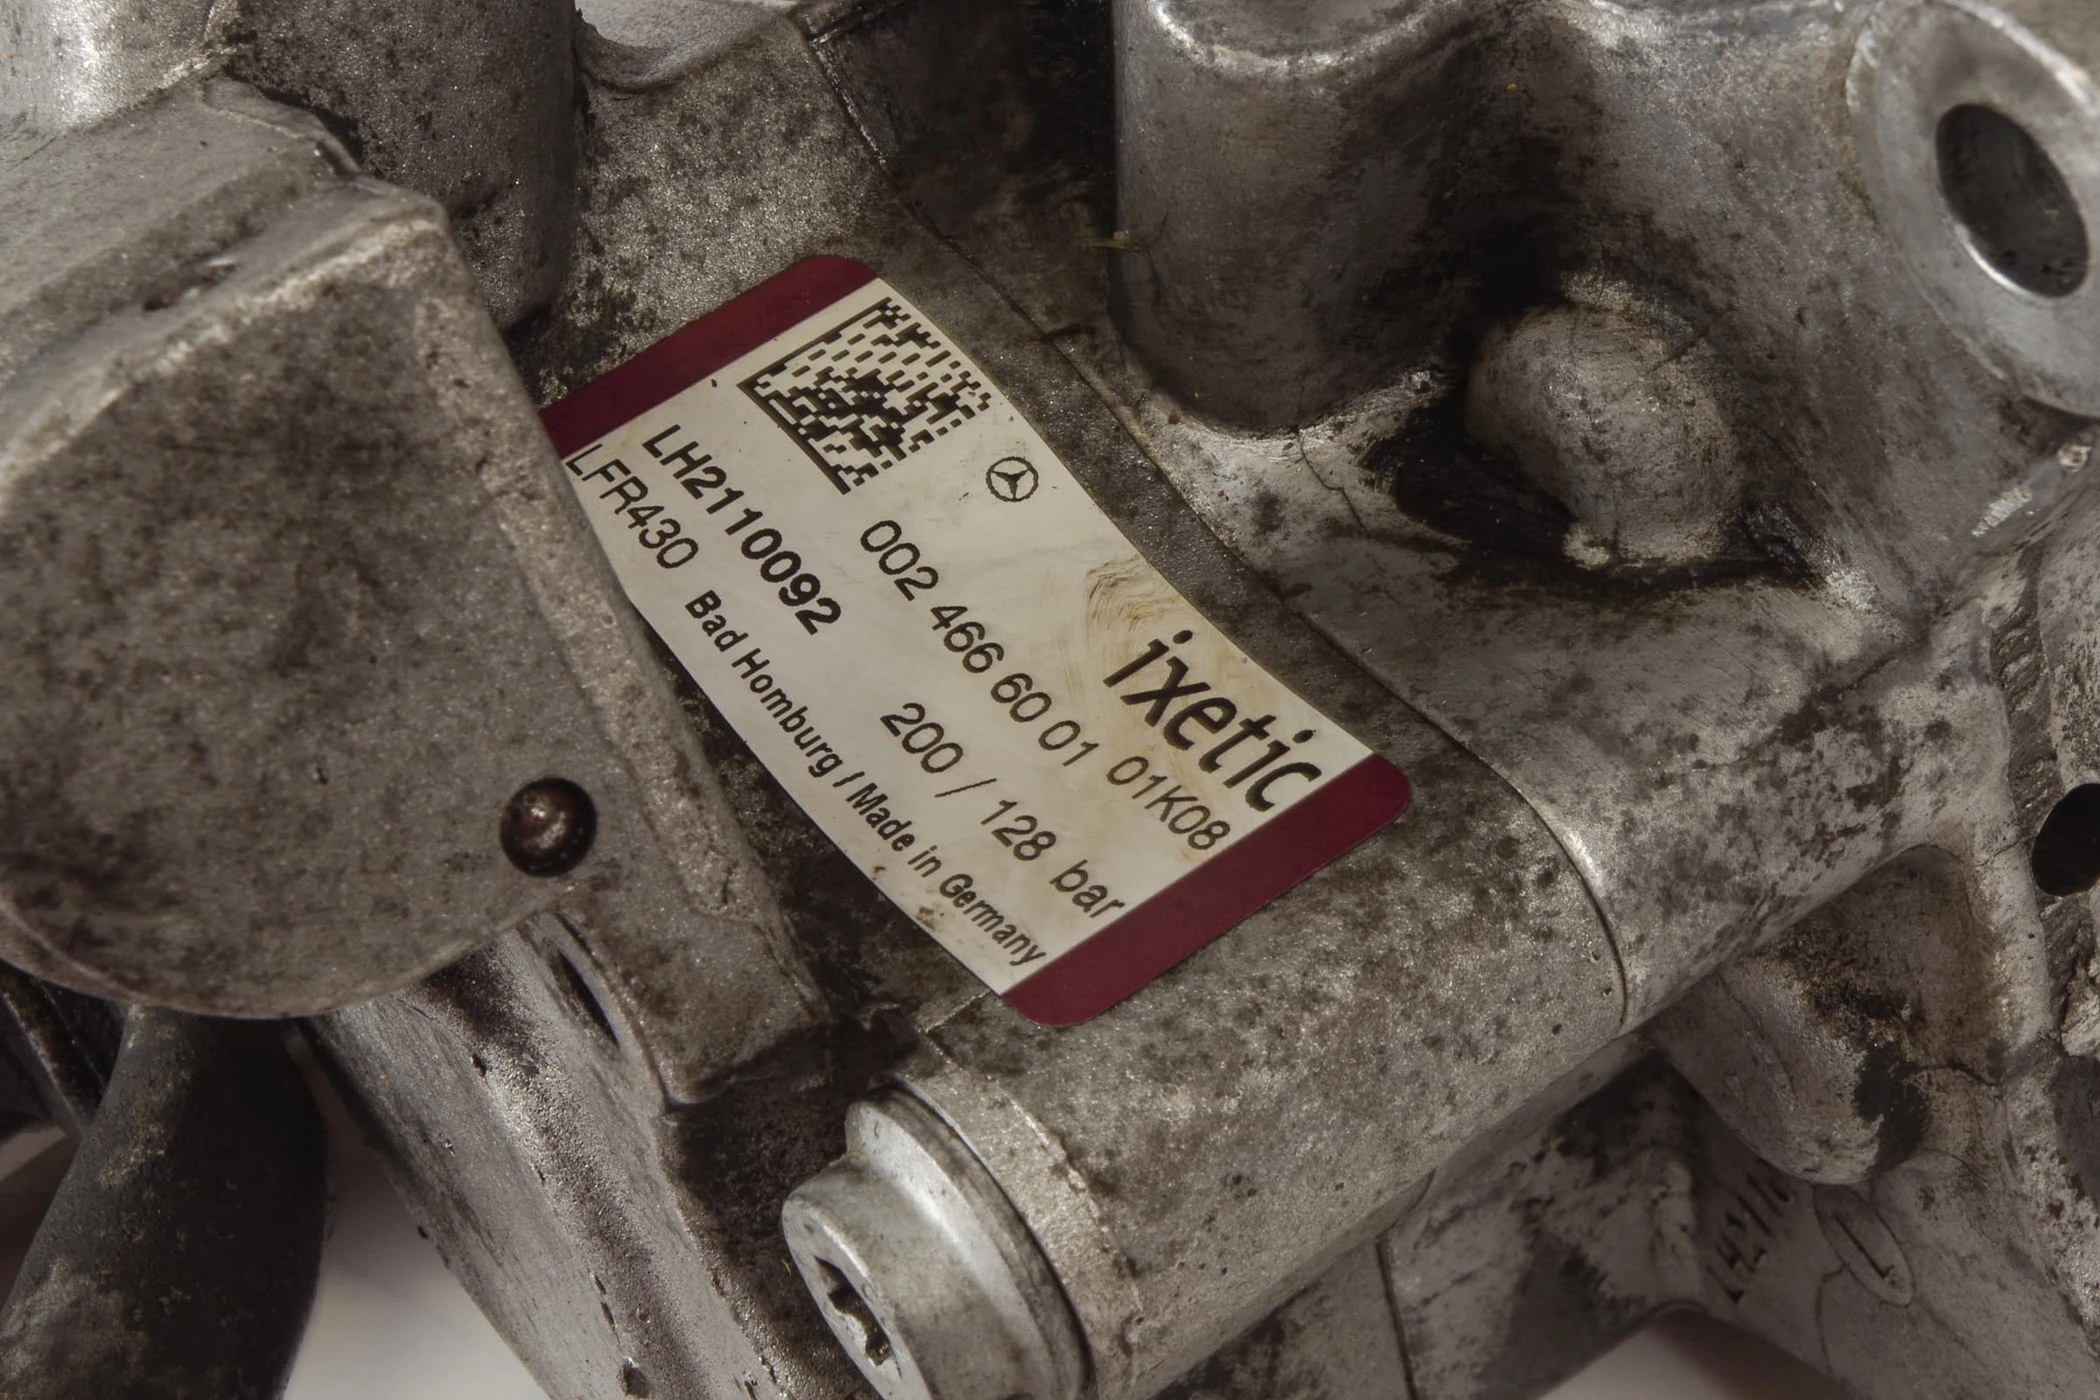 ixetic
002 466 60 01 01K08
LH2110092 200 / 128 bar
LFR430 Bad Homburg / Made in Germany